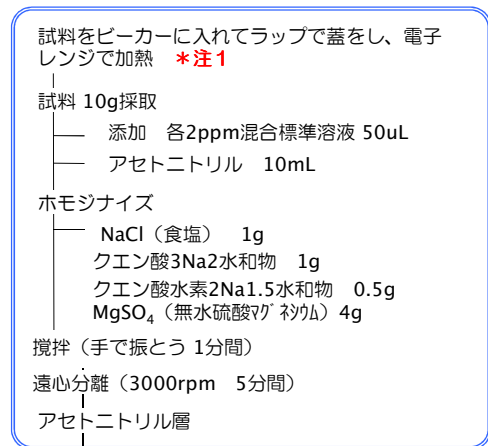 試料をビーカーに入れてラップで蓋をし、電子
レンジで加熱　＊注１
試料 10g採取
添加　各2ppm混合標準溶液 50uL
アセトニトリル　10mL
ホモジナイズ
NaCl（食塩）　1g
クエン酸3Na2水和物　1g
クエン酸水素2Na1.5水和物　0.5g
MgSO₄（無水硫酸ﾏｸﾞﾈｼｳﾑ）4g
撹拌（手で振とう 1分間）
遠心分離（3000rpm　5分間）
アセトニトリル層